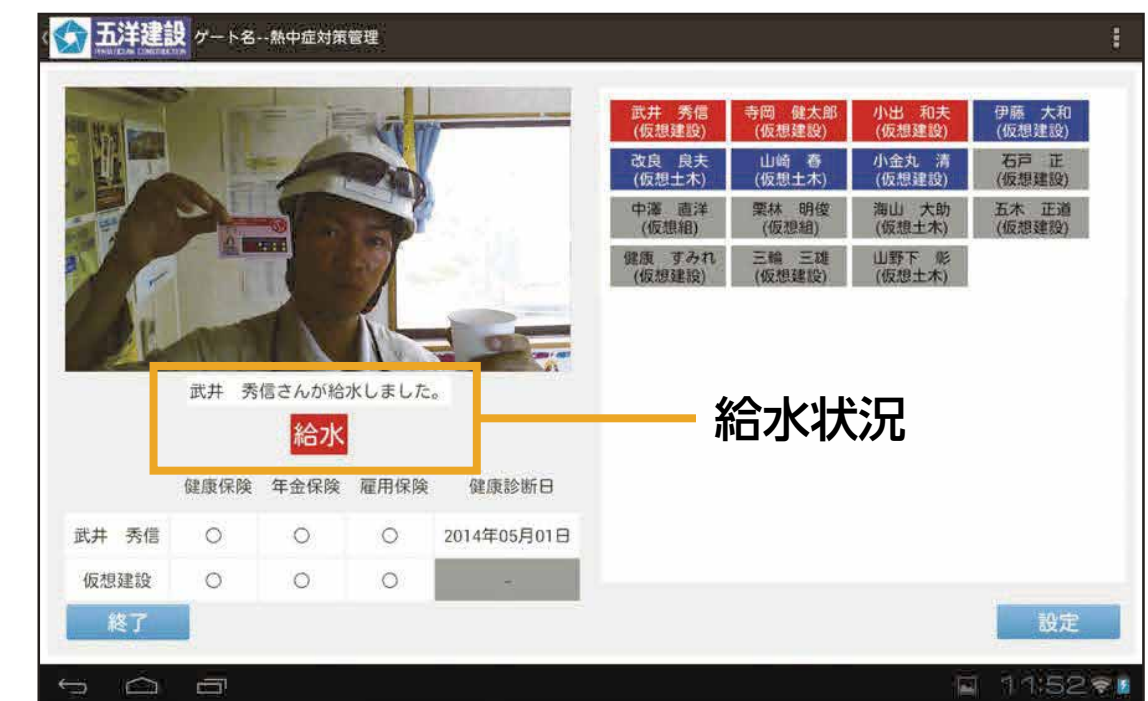 五洋建設 ゲート名--熱中症対策管理
PENTA-OCEAN CONSTRUCTION
武井 秀信
(仮想建設)
寺岡 健太郎
(仮想建設)
小出 和夫
(仮想建設)
伊藤 大和
(仮想建設)
改良 良夫
(仮想土木)
山崎 春
(仮想土木)
小金丸 清
(仮想建設)
石戸 正
(仮想建設)
中澤 直洋
(仮想組)
栗林 明俊
(仮想組)
海山 大助
(仮想土木)
五木 正道
(仮想建設)
健康 すみれ
(仮想建設)
三輪 三雄
(仮想建設)
山野下 彰
(仮想土木)
武井 秀信さんが給水しました。
給水
給水状況
健康保険 年金保険 雇用保険 健康診断日
武井 秀信 ○ ○ ○ 2014年05月01日
仮想建設 ○ ○ ○ -
終了
設定
11:52